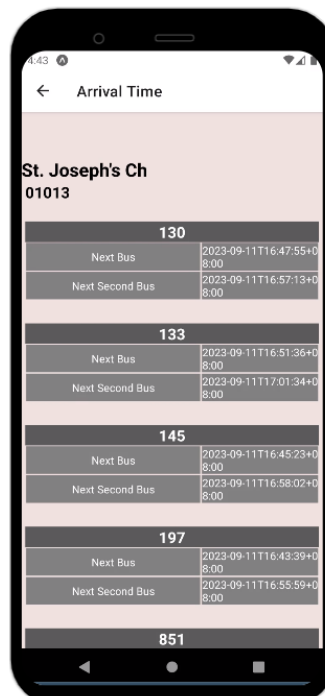 4:43
Arrival Time
St. Joseph's Ch
01013
130
Next Bus 2023-09-11T16:47:55+0
8:00
Next Second Bus 2023-09-11T16:57:13+0
8:00
133
Next Bus 2023-09-11T16:51:36+0
8:00
Next Second Bus 2023-09-11T17:01:34+0
8:00
145
Next Bus 2023-09-11T16:45:23+0
8:00
Next Second Bus 2023-09-11T16:58:02+0
8:00
197
Next Bus 2023-09-11T16:43:39+0
8:00
Next Second Bus 2023-09-11T16:55:59+0
8:00
851